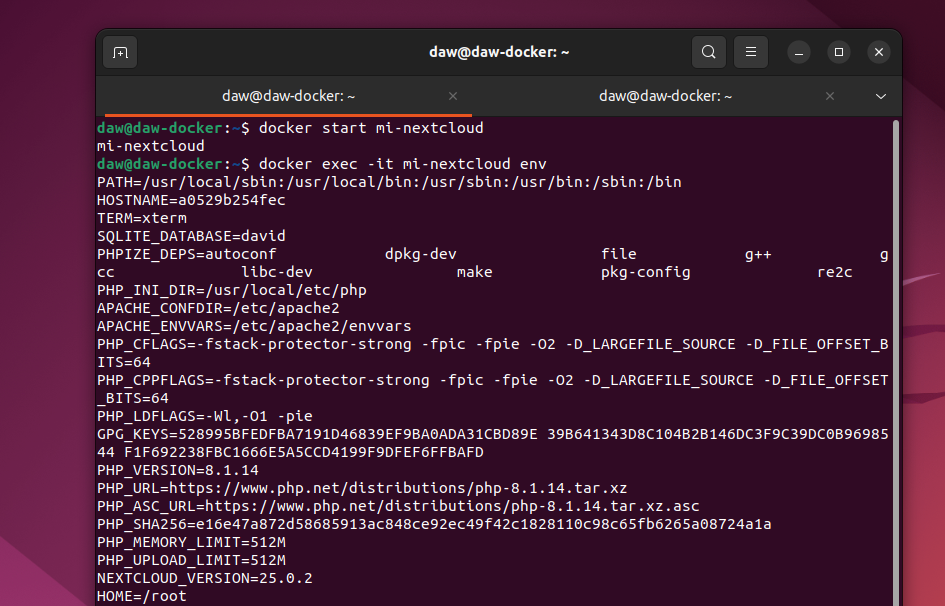 daw@daw-docker: ~
daw@daw-docker: ~ × daw@daw-docker: ~ ×
daw@daw-docker:~$ docker start mi-nextcloud
mi-nextcloud
daw@daw-docker:~$ docker exec -it mi-nextcloud env
PATH=/usr/local/sbin:/usr/local/bin:/usr/sbin:/usr/bin:/sbin:/bin
HOSTNAME=a0529b254fec
TERM=xterm
SQLITE_DATABASE=david
PHPIZE_DEPS=autoconf            dpkg-dev                file            g++            g
cc              libc-dev                make            pkg-config              re2c
PHP_INI_DIR=/usr/local/etc/php
APACHE_CONFDIR=/etc/apache2
APACHE_ENVVARS=/etc/apache2/envvars
PHP_CFLAGS=-fstack-protector-strong -fpic -fpie -O2 -D_LARGEFILE_SOURCE -D_FILE_OFFSET_B
ITS=64
PHP_CPPFLAGS=-fstack-protector-strong -fpic -fpie -O2 -D_LARGEFILE_SOURCE -D_FILE_OFFSET
_BITS=64
PHP_LDFLAGS=-Wl,-O1 -pie
GPG_KEYS=528995BFEDFBA7191D46839EF9BA0ADA31CBD89E 39B641343D8C104B2B146DC3F9C39DC0B96985
44 F1F692238FBC1666E5A5CCD4199F9DFEF6FFBAFD
PHP_VERSION=8.1.14
PHP_URL=https://www.php.net/distributions/php-8.1.14.tar.xz
PHP_ASC_URL=https://www.php.net/distributions/php-8.1.14.tar.xz.asc
PHP_SHA256=e16e47a872d58685913ac848ce92ec49f42c1828110c98c65fb6265a08724a1a
PHP_MEMORY_LIMIT=512M
PHP_UPLOAD_LIMIT=512M
NEXTCLOUD_VERSION=25.0.2
HOME=/root